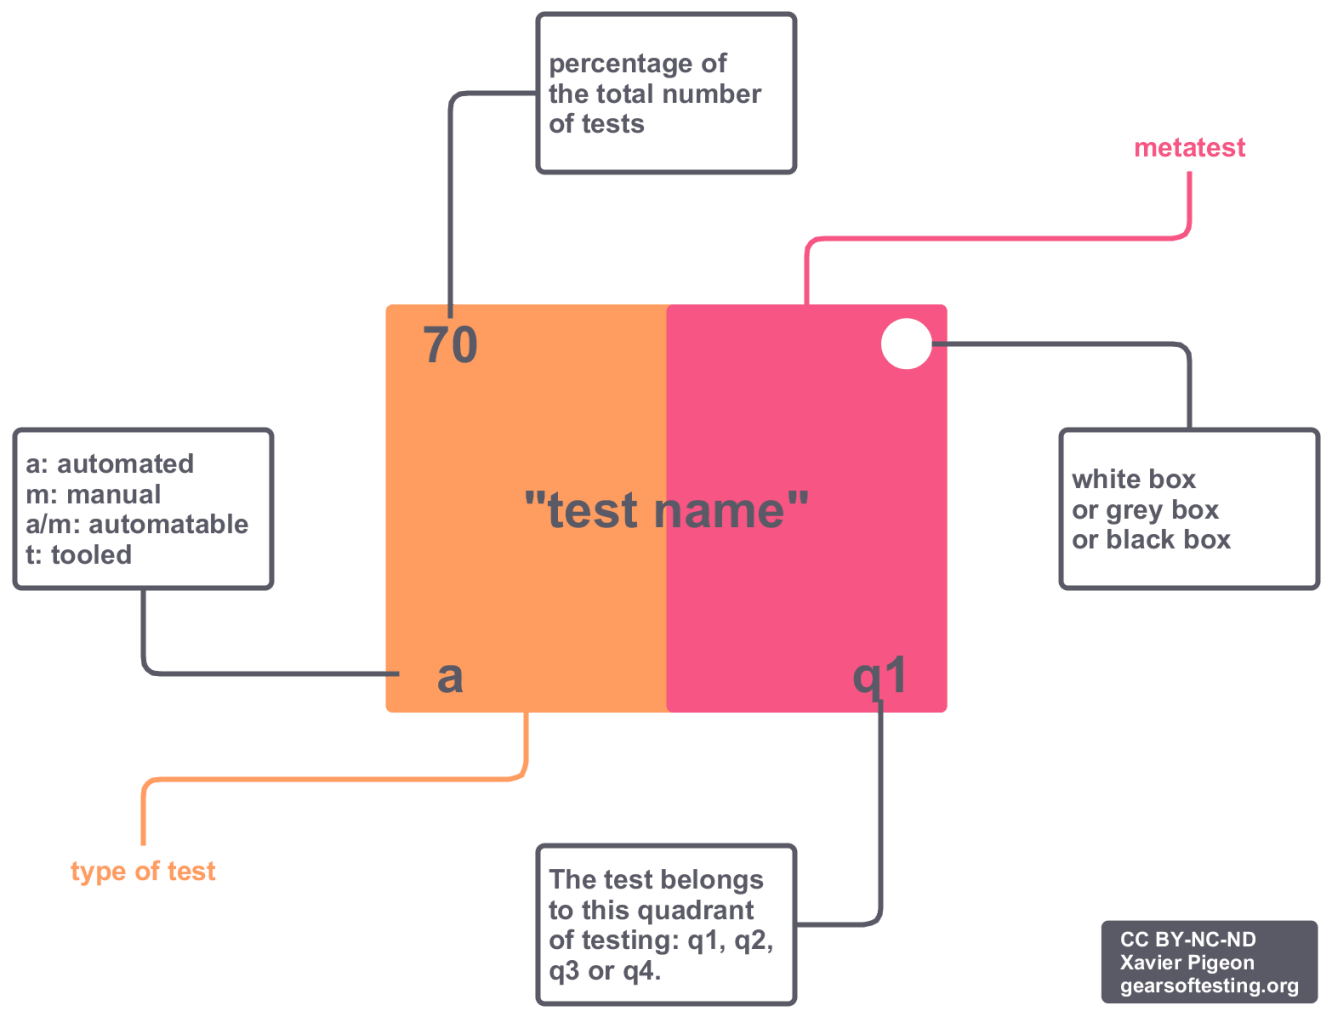 percentage of
the total number
of tests
metatest
70
a: automated
m: manual
a/m: automatable
t: tooled
"test name"
white box
or grey box
or black box
a
q1
type of test
The test belongs
to this quadrant
of testing: q1, q2,
q3 or q4.
CC BY-NC-ND
Xavier Pigeon
gearsoftesting.org